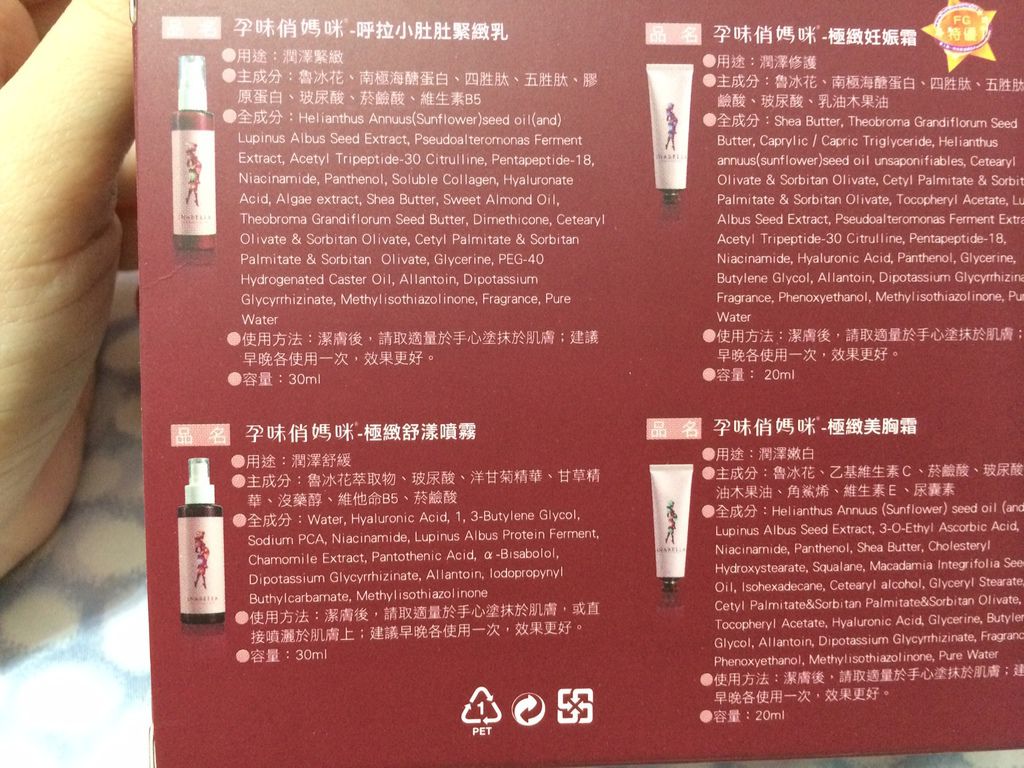 品 名 孕味俏媽咪®-呼拉小肚肚緊緻乳
●用途：潤澤緊緻
●主成分：魯冰花、南極海醣蛋白、四胜肽、五胜肽、膠
原蛋白、玻尿酸、菸鹼酸、維生素B5
●全成分：Helianthus Annuus(Sunflower)seed oil(and)
Lupinus Albus Seed Extract, Pseudoalteromonas Ferment
Extract, Acetyl Tripeptide-30 Citrulline, Pentapeptide-18,
Niacinamide, Panthenol, Soluble Collagen, Hyaluronate
Acid, Algae extract, Shea Butter, Sweet Almond Oil,
Theobroma Grandiflorum Seed Butter, Dimethicone, Cetearyl
Olivate & Sorbitan Olivate, Cetyl Palmitate & Sorbitan
Palmitate & Sorbitan Olivate, Glycerine, PEG-40
Hydrogenated Caster Oil, Allantoin, Dipotassium
Glycyrrhizinate, Methylisothiazolinone, Fragrance, Pure
Water
●使用方法：潔膚後，請取適量於手心塗抹於肌膚；建議
早晚各使用一次，效果更好。
●容量：30ml
品 名 孕味俏媽咪®-極緻妊娠霜
FG
特優
●用途：潤澤修護
●主成分：魯冰花、南極海醣蛋白、四胜肽、五胜肽
鹼酸、玻尿酸、乳油木果油
●全成分：Shea Butter, Theobroma Grandiflorum Seed
Butter, Caprylic / Capric Triglyceride, Helianthus
annuus(sunflower)seed oil unsaponifiables, Cetearyl
Olivate & Sorbitan Olivate, Cetyl Palmitate & Sorbit
Palmitate & Sorbitan Olivate, Tocopheryl Acetate, Lu
Albus Seed Extract, Pseudoalteromonas Ferment Extra
Acetyl Tripeptide-30 Citrulline, Pentapeptide-18,
Niacinamide, Hyaluronic Acid, Panthenol, Glycerine,
Butylene Glycol, Allantoin, Dipotassium Glycyrrhizina
Fragrance, Phenoxyethanol, Methylisothiazolinone, Pur
Water
●使用方法：潔膚後，請取適量於手心塗抹於肌膚；
早晚各使用一次，效果更好。
●容量： 20ml
品 名 孕味俏媽咪®-極緻舒漾噴霧
●用途：潤澤舒緩
●主成分：魯冰花萃取物、玻尿酸、洋甘菊精華、甘草精
華、沒藥醇、維他命B5、菸鹼酸
●全成分：Water, Hyaluronic Acid, 1, 3-Butylene Glycol,
Sodium PCA, Niacinamide, Lupinus Albus Protein Ferment,
Chamomile Extract, Pantothenic Acid, α-Bisabolol,
Dipotassium Glycyrrhizinate, Allantoin, Iodopropynyl
Buthylcarbamate, Methylisothiazolinone
●使用方法：潔膚後，請取適量於手心塗抹於肌膚，或直
接噴灑於肌膚上；建議早晚各使用一次，效果更好。
●容量：30ml
品 名 孕味俏媽咪®-極緻美胸霜
●用途：潤澤嫩白
●主成分：魯冰花、乙基維生素C、菸鹼酸、玻尿酸
油木果油、角鯊烯、維生素E、尿囊素
●全成分：Helianthus Annuus (Sunflower) seed oil (and
Lupinus Albus Seed Extract, 3-O-Ethyl Ascorbic Acid,
Niacinamide, Panthenol, Shea Butter, Cholesteryl
Hydroxystearate, Squalane, Macadamia Integrifolia See
Oil, Isohexadecane, Cetearyl alcohol, Glyceryl Stearate,
Cetyl Palmitate&Sorbitan Palmitate&Sorbitan Olivate,
Tocopheryl Acetate, Hyaluronic Acid, Glycerine, Butylen
Glycol, Allantoin, Dipotassium Glycyrrhizinate, Fragranc
Phenoxyethanol, Methylisothiazolinone, Pure Water
●使用方法：潔膚後，請取適量於手心塗抹於肌膚；建
早晚各使用一次，效果更好。
●容量：20ml
1
PET